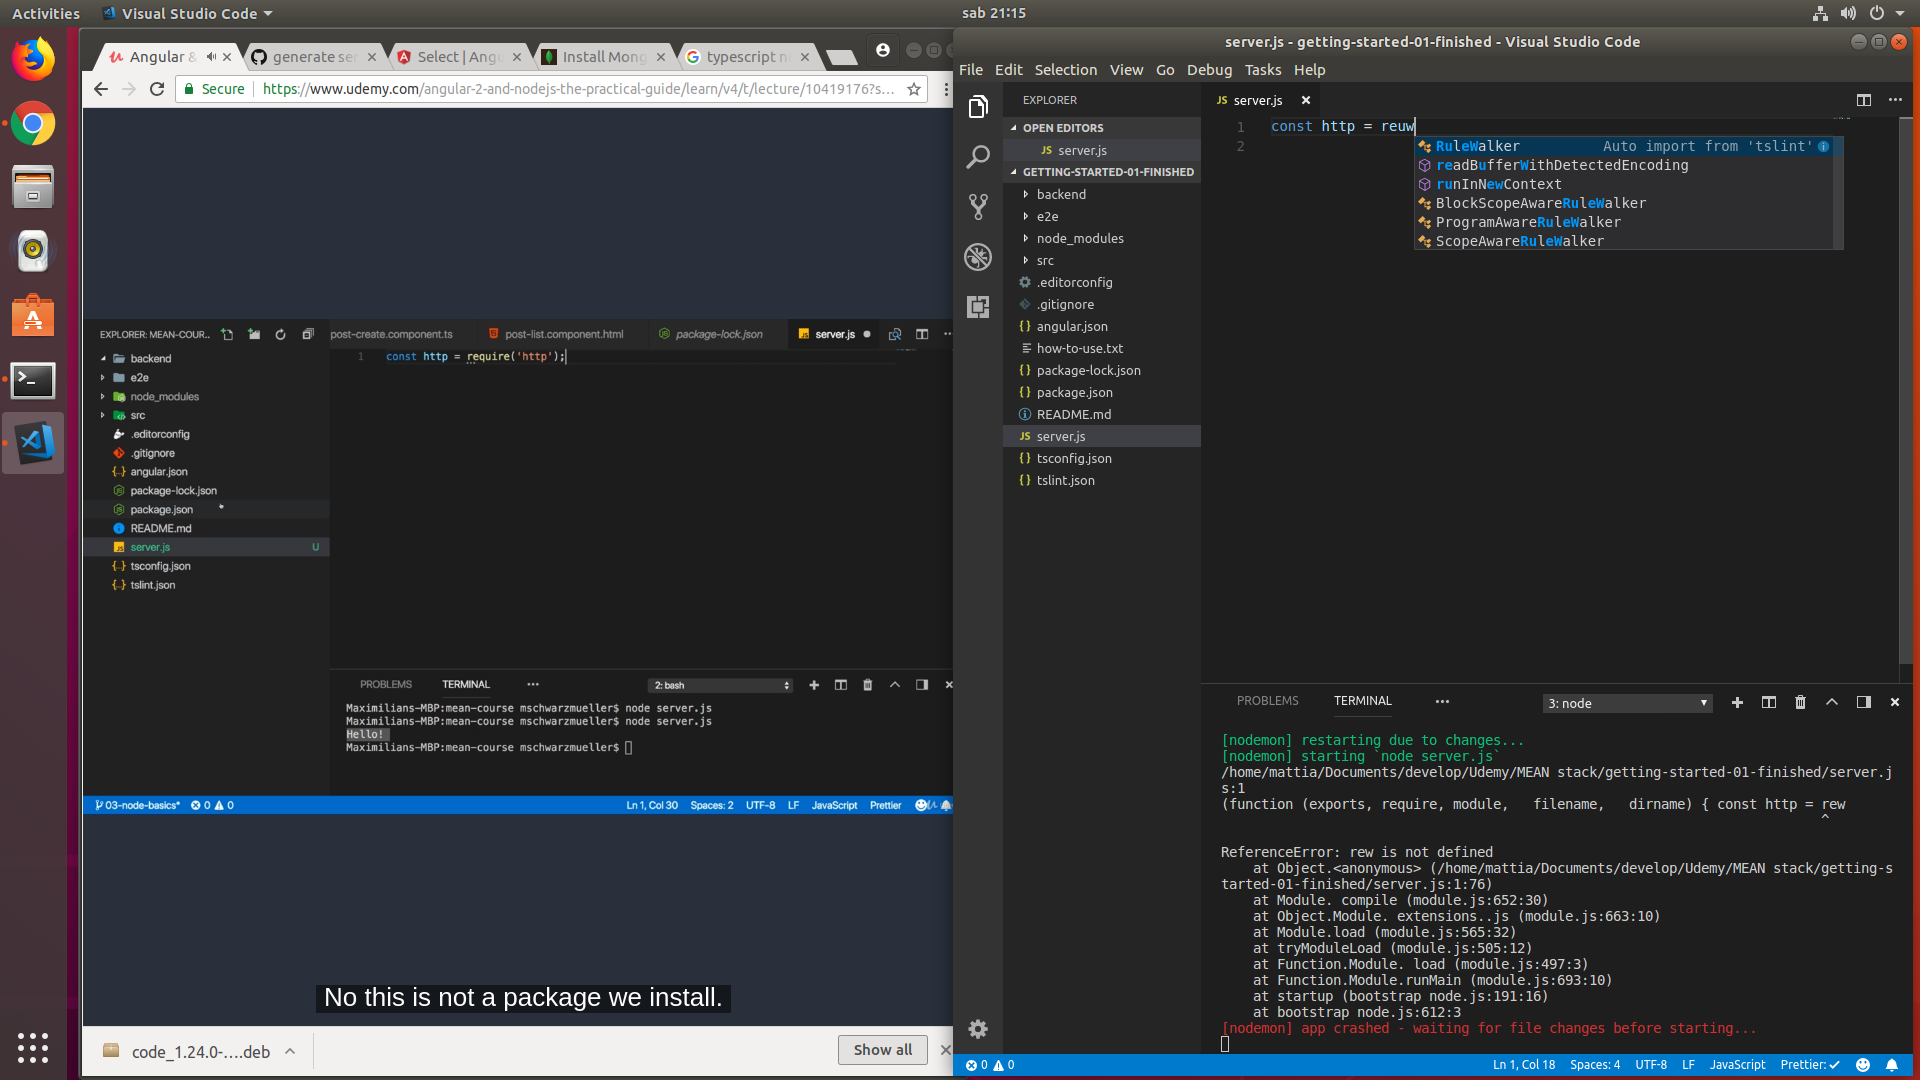 Activities
Visual Studio Code
sab 21:15
Angular &
generate ser
Select | Angu
Install Mong
typescript n
Secure
https://www.udemy.com/angular-2-and-nodejs-the-practical-guide/learn/v4/t/lecture/10419176?s...
EXPLORER: MEAN-COUR...
backend
e2e
node_modules
src
.editorconfig
.gitignore
angular.json
package-lock.json
package.json
README.md
server.js U
tsconfig.json
tslint.json
post-create.component.ts
post-list.component.html
package-lock.json
server.js
1 const http = require('http');
PROBLEMS TERMINAL ... 2: bash
Maximilians-MBP:mean-course mschwarzmueller$ node server.js
Maximilians-MBP:mean-course mschwarzmueller$ node server.js
Hello!
Maximilians-MBP:mean-course mschwarzmueller$
03-node-basics* 0 0 Ln 1, Col 30 Spaces: 2 UTF-8 LF JavaScript Prettier
No this is not a package we install.
code_1.24.0-....deb
Show all
server.js - getting-started-01-finished - Visual Studio Code
File Edit Selection View Go Debug Tasks Help
EXPLORER
OPEN EDITORS
JS server.js
GETTING-STARTED-01-FINISHED
backend
e2e
node_modules
src
.editorconfig
.gitignore
{} angular.json
how-to-use.txt
{} package-lock.json
{} package.json
README.md
JS server.js
{} tsconfig.json
{} tslint.json
JS server.js
1 const http = reuw
2
RuleWalker Auto import from 'tslint'
readBufferWithDetectedEncoding
runInNewContext
BlockScopeAwareRuleWalker
ProgramAwareRuleWalker
ScopeAwareRuleWalker
PROBLEMS TERMINAL ... 3: node
[nodemon] restarting due to changes...
[nodemon] starting `node server.js`
/home/mattia/Documents/develop/Udemy/MEAN stack/getting-started-01-finished/server.j
s:1
(function (exports, require, module,   filename,   dirname) { const http = rew
^
ReferenceError: rew is not defined
at Object.<anonymous> (/home/mattia/Documents/develop/Udemy/MEAN stack/getting-s
tarted-01-finished/server.js:1:76)
at Module. compile (module.js:652:30)
at Object.Module. extensions..js (module.js:663:10)
at Module.load (module.js:565:32)
at tryModuleLoad (module.js:505:12)
at Function.Module. load (module.js:497:3)
at Function.Module.runMain (module.js:693:10)
at startup (bootstrap node.js:191:16)
at bootstrap node.js:612:3
[nodemon] app crashed - waiting for file changes before starting...
0 0 Ln 1, Col 18 Spaces: 4 UTF-8 LF JavaScript Prettier: ✓